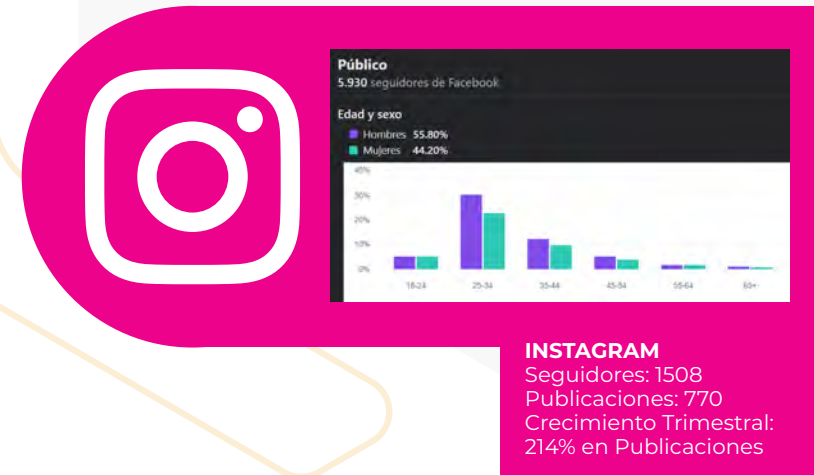 Público
5.930 seguidores de Facebook
Edad y sexo
Hombres 55.80%
Mujeres 44.20%
40%
30%
20%
10%
0%
18-24 25-34 35-44 45-54 55-64 60+
INSTAGRAM
Seguidores: 1508
Publicaciones: 770
Crecimiento Trimestral:
214% en Publicaciones